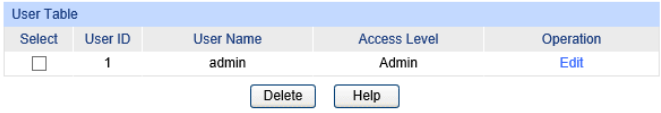 User Table
Select User ID User Name Access Level Operation
1 admin Admin Edit
Delete Help